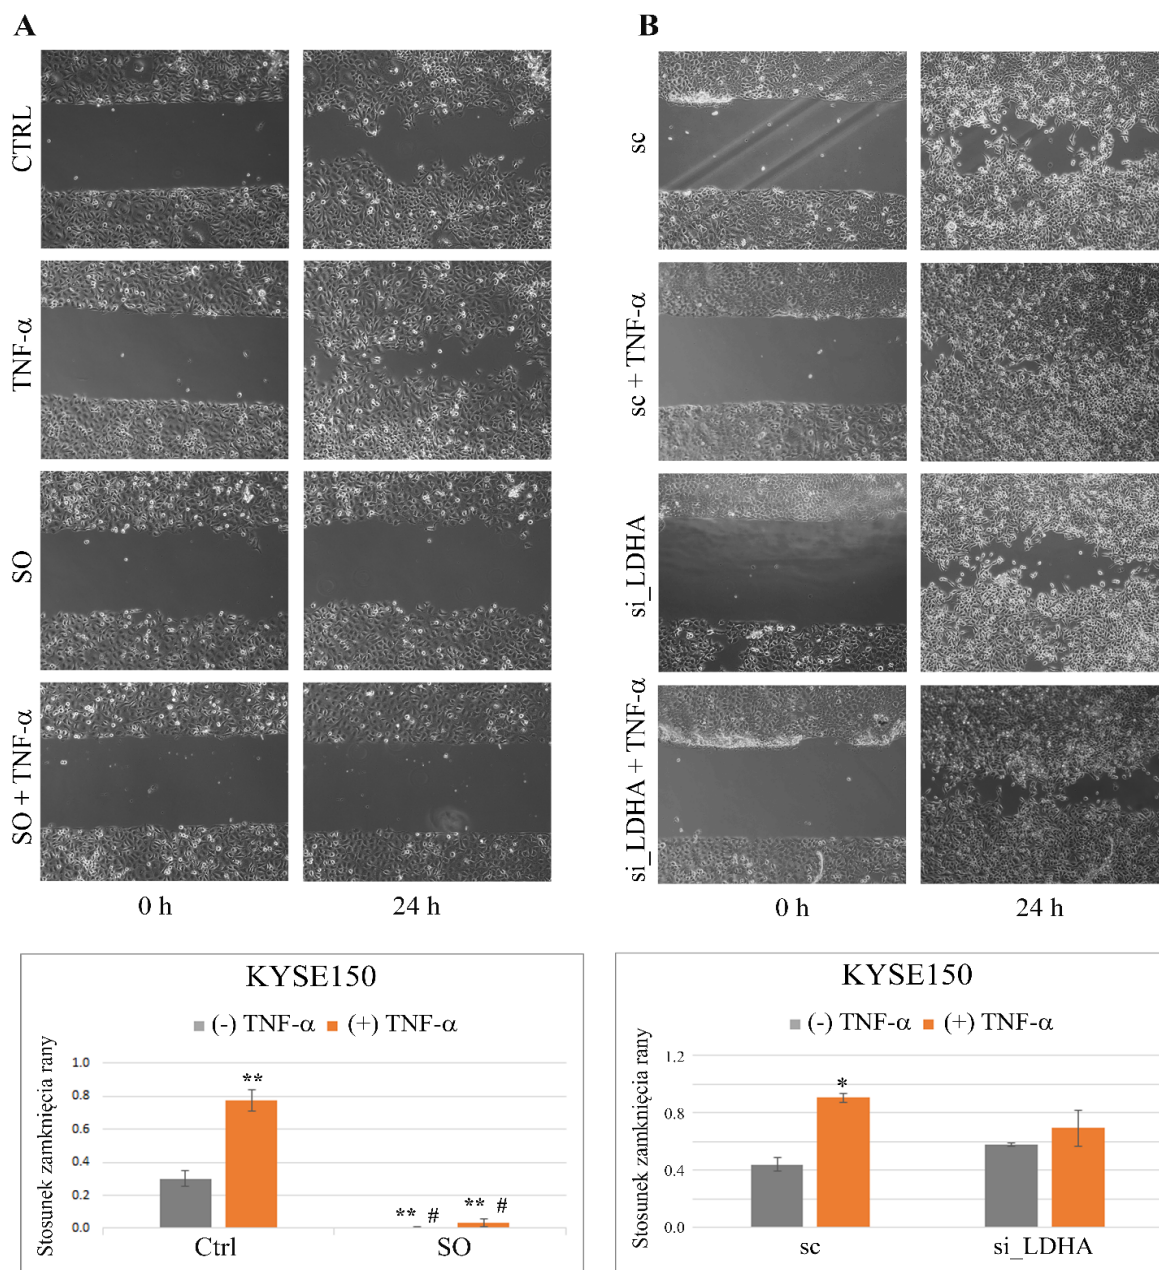 A
CTRL
TNF-α
SO
SO + TNF-α
0 h
24 h
KYSE150
(-) TNF-α
(+) TNF-α
Stosunek zamknięcia rany
1.0
0.8
0.6
0.4
0.2
0.0
**
** #
** #
Ctrl
SO
B
sc
sc + TNF-α
si_LDHA
si_LDHA + TNF-α
0 h
24 h
KYSE150
(-) TNF-α
(+) TNF-α
Stosunek zamknięcia rany
1.2
0.8
0.4
0.0
*
sc
si_LDHA